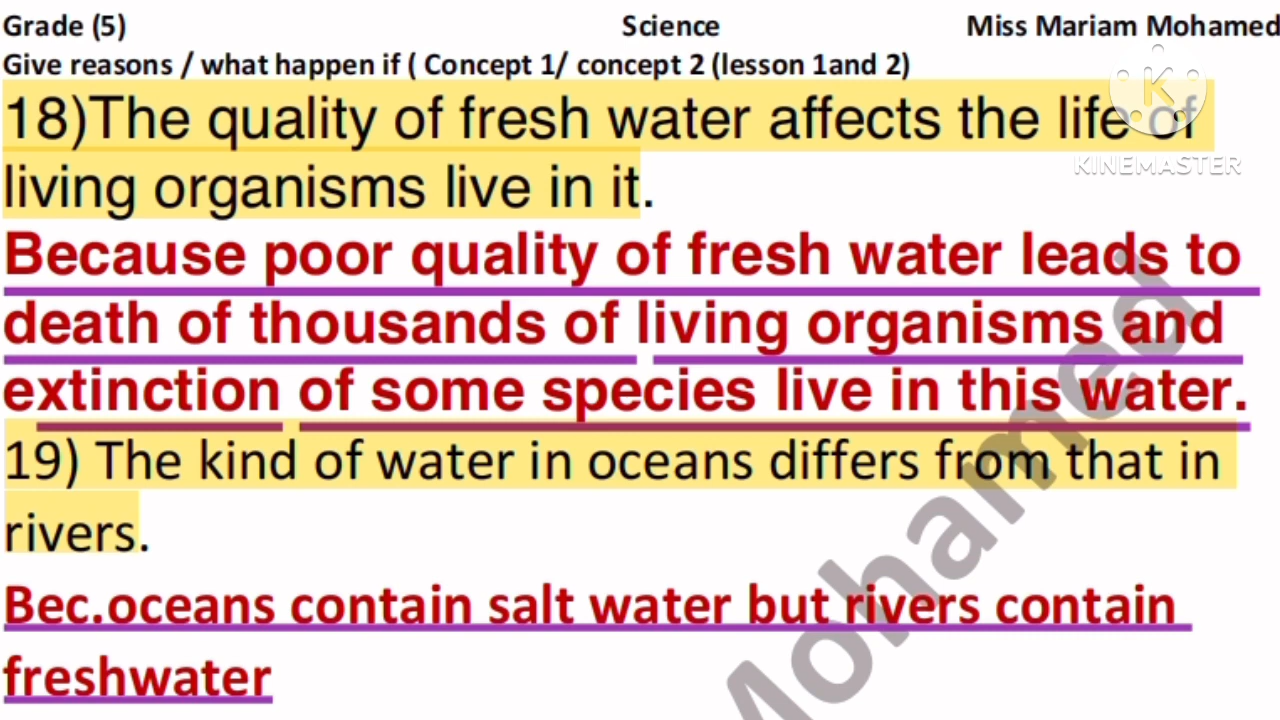 Grade (5) Science Miss Mariam Mohamed
Give reasons / what happen if ( Concept 1/ concept 2 (lesson 1and 2)
18)The quality of fresh water affects the life of
living organisms live in it.
Because poor quality of fresh water leads to
death of thousands of living organisms and
extinction of some species live in this water.
19) The kind of water in oceans differs from that in
rivers.
Bec.oceans contain salt water but rivers contain
freshwater
K
KINEMASTER
Mohamed